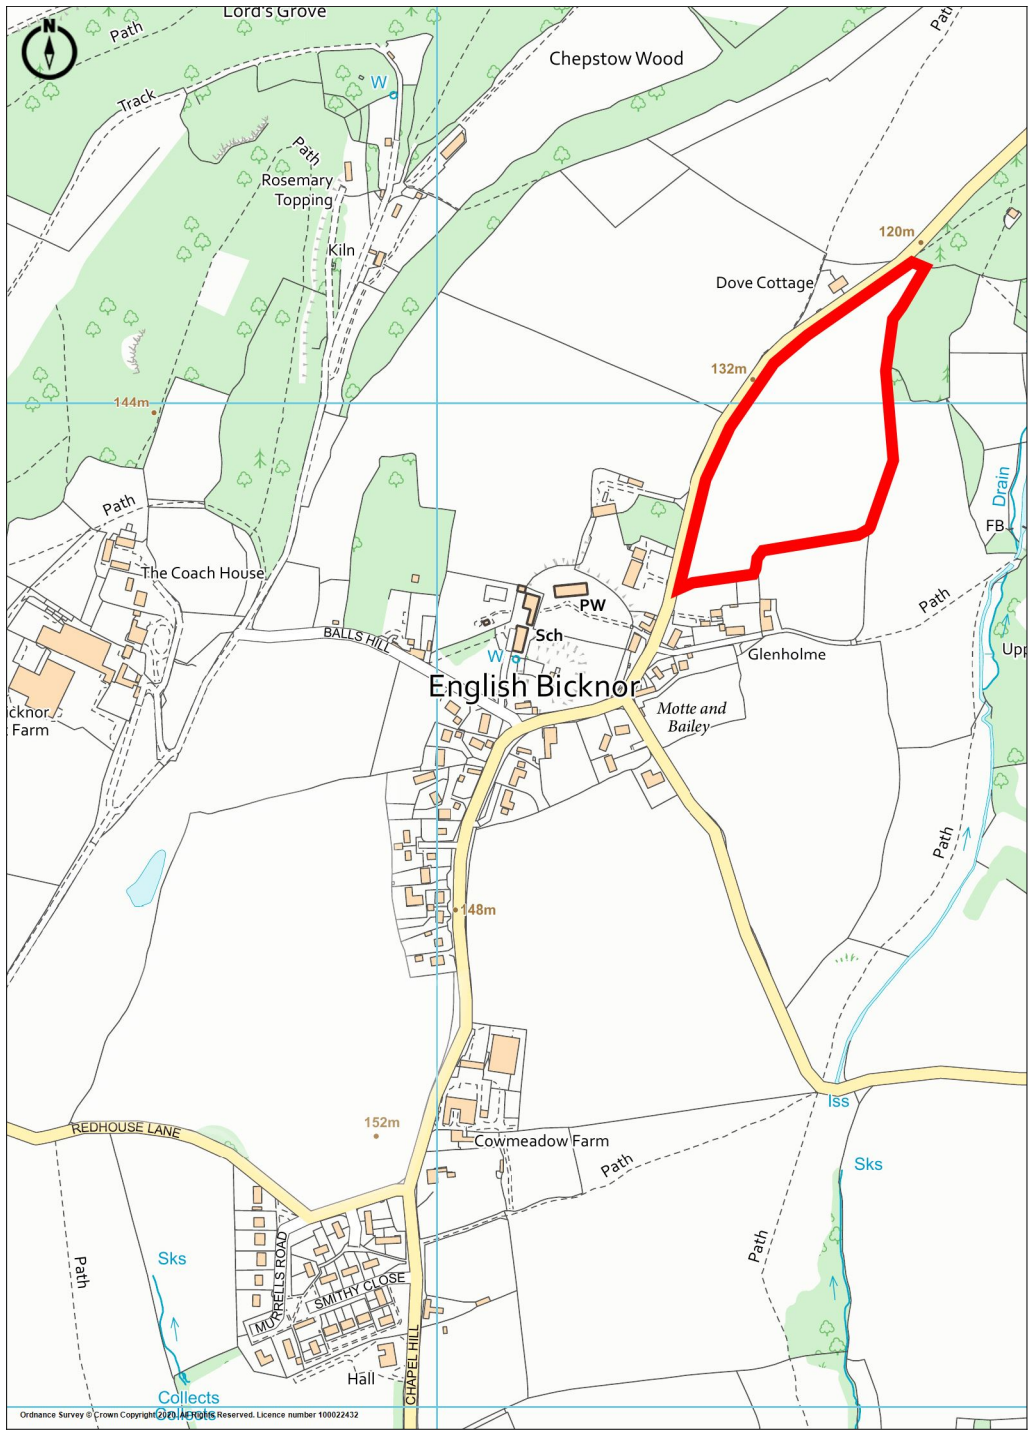 Lord's Grove
N
Path
Path
Chepstow Wood
W
Track
Path
Rosemary
Topping
Kiln
120m
Dove Cottage
132m
144m
Path
Drain
FB
The Coach House
PW
Path
BALLS HILL
Sch
W
Glenholme
Upp
English Bicknor
Motte and
Bailey
icknor
t Farm
Path
148m
Iss
152m
REDHOUSE LANE
Cowmeadow Farm
Path
Sks
Path
Path
Sks
MURRELLS ROAD
SMITHY CLOSE
CHAPEL HILL
Hall
Collects
Collects
Ordnance Survey © Crown Copyright 2020. All Rights Reserved. Licence number 100022432